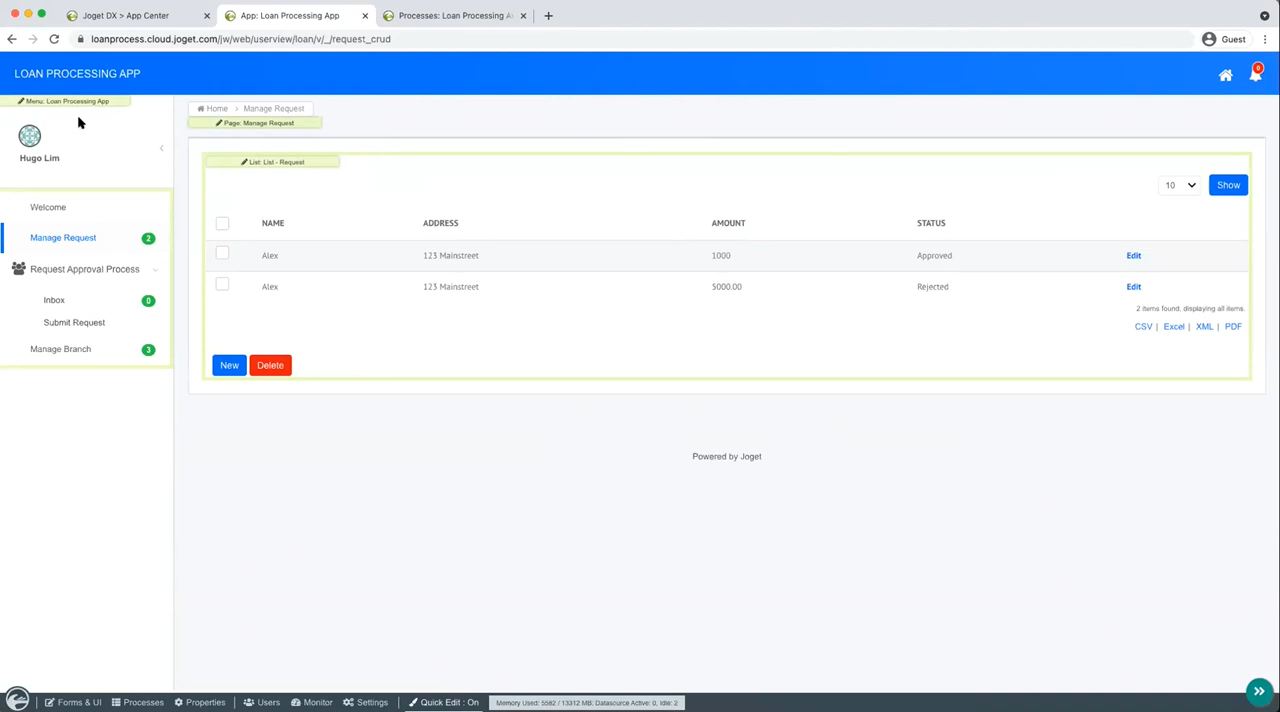 Joget DX > App Center
App: Loan Processing App
Processes: Loan Processing A
loanprocess.cloud.joget.com/jw/web/userview/loan/v/_/request_crud
Guest
LOAN PROCESSING APP
0
Menu: Loan Processing App
Home > Manage Request
Page: Manage Request
Hugo Lim
List: List - Request
10
Show
Welcome
Manage Request 2
Request Approval Process
Inbox 0
Submit Request
Manage Branch 3
NAME ADDRESS AMOUNT STATUS
Alex 123 Mainstreet 1000 Approved Edit
Alex 123 Mainstreet 5000.00 Rejected Edit
2 items found, displaying all items.
CSV | Excel | XML | PDF
New Delete
Powered by Joget
Forms & UI Processes Properties Users Monitor Settings Quick Edit : On Memory Used: 5582 / 13312 MB; Datasource Active: 0, Idle: 2